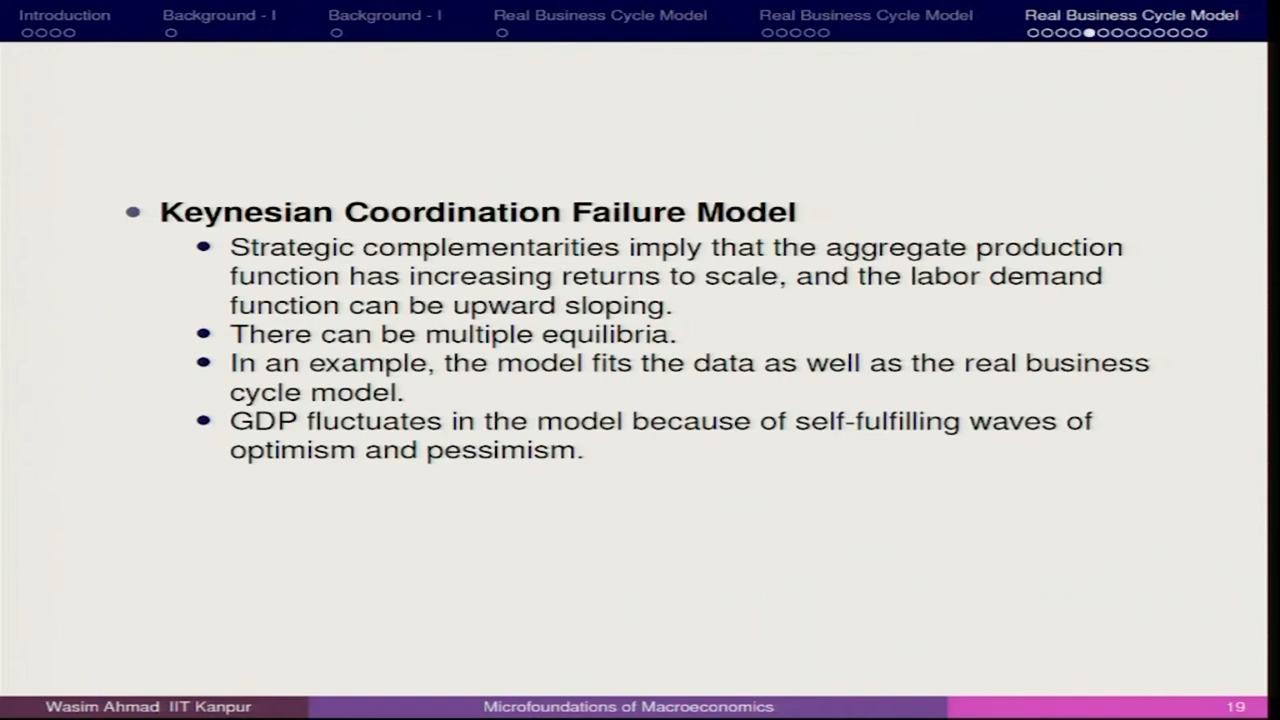 Introduction
Background - I
Background - I
Real Business Cycle Model
Real Business Cycle Model
Real Business Cycle Model
Keynesian Coordination Failure Model
Strategic complementarities imply that the aggregate production
function has increasing returns to scale, and the labor demand
function can be upward sloping.
There can be multiple equilibria.
In an example, the model fits the data as well as the real business
cycle model.
GDP fluctuates in the model because of self-fulfilling waves of
optimism and pessimism.
Wasim Ahmad IIT Kanpur
Microfoundations of Macroeconomics
19